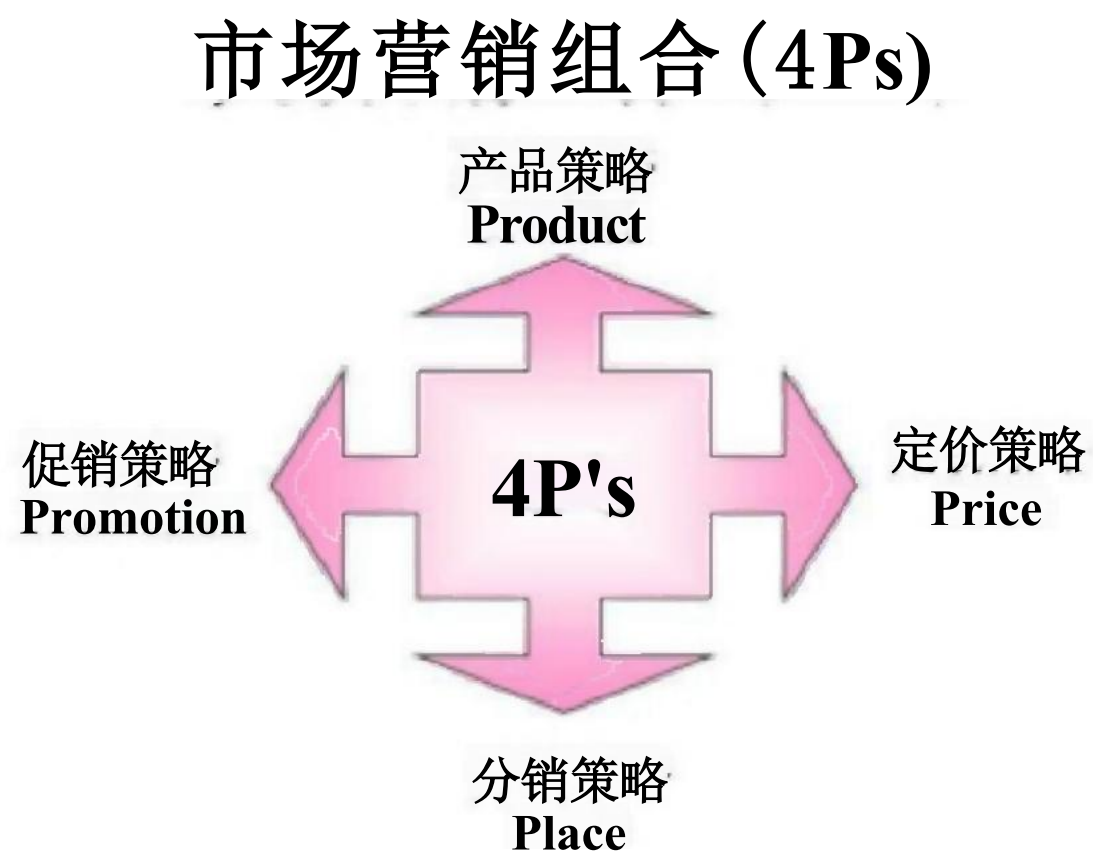 市场营销组合(4Ps)
产品策略
Product
促销策略
Promotion
4P's
定价策略
Price
分销策略
Place